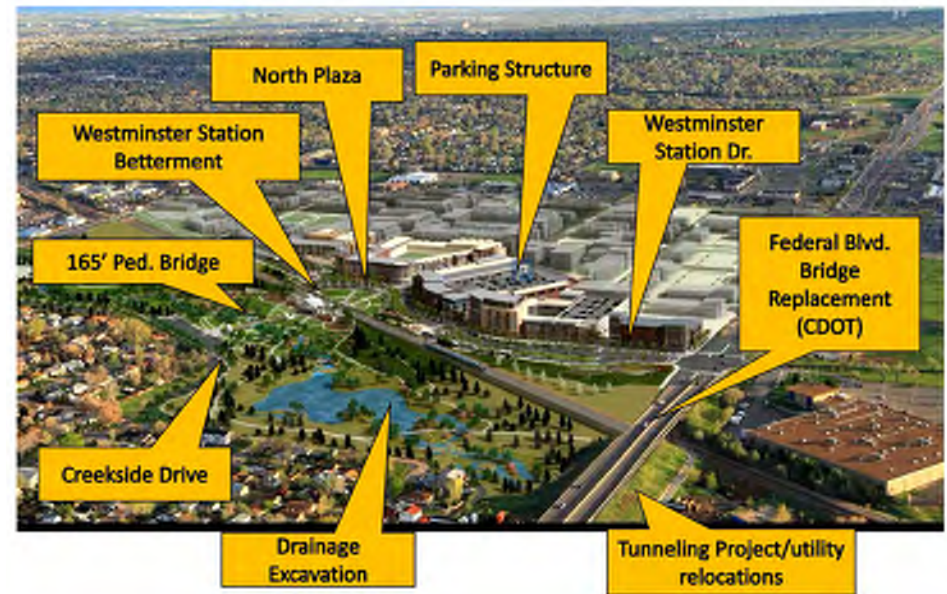 North Plaza
Parking Structure
Westminster Station
Betterment
Westminster
Station Dr.
165' Ped. Bridge
Federal Blvd.
Bridge
Replacement
(CDOT)
Creekside Drive
Drainage
Excavation
Tunneling Project/utility
relocations